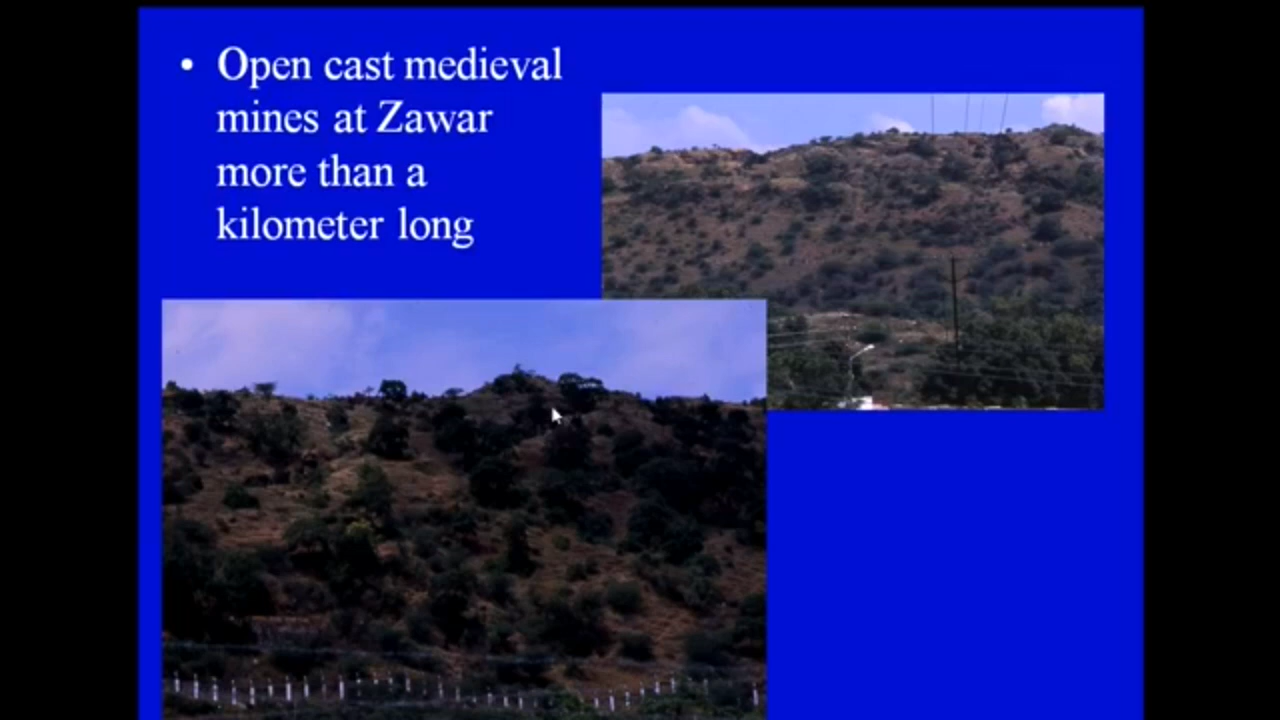 • Open cast medieval
mines at Zawar
more than a
kilometer long